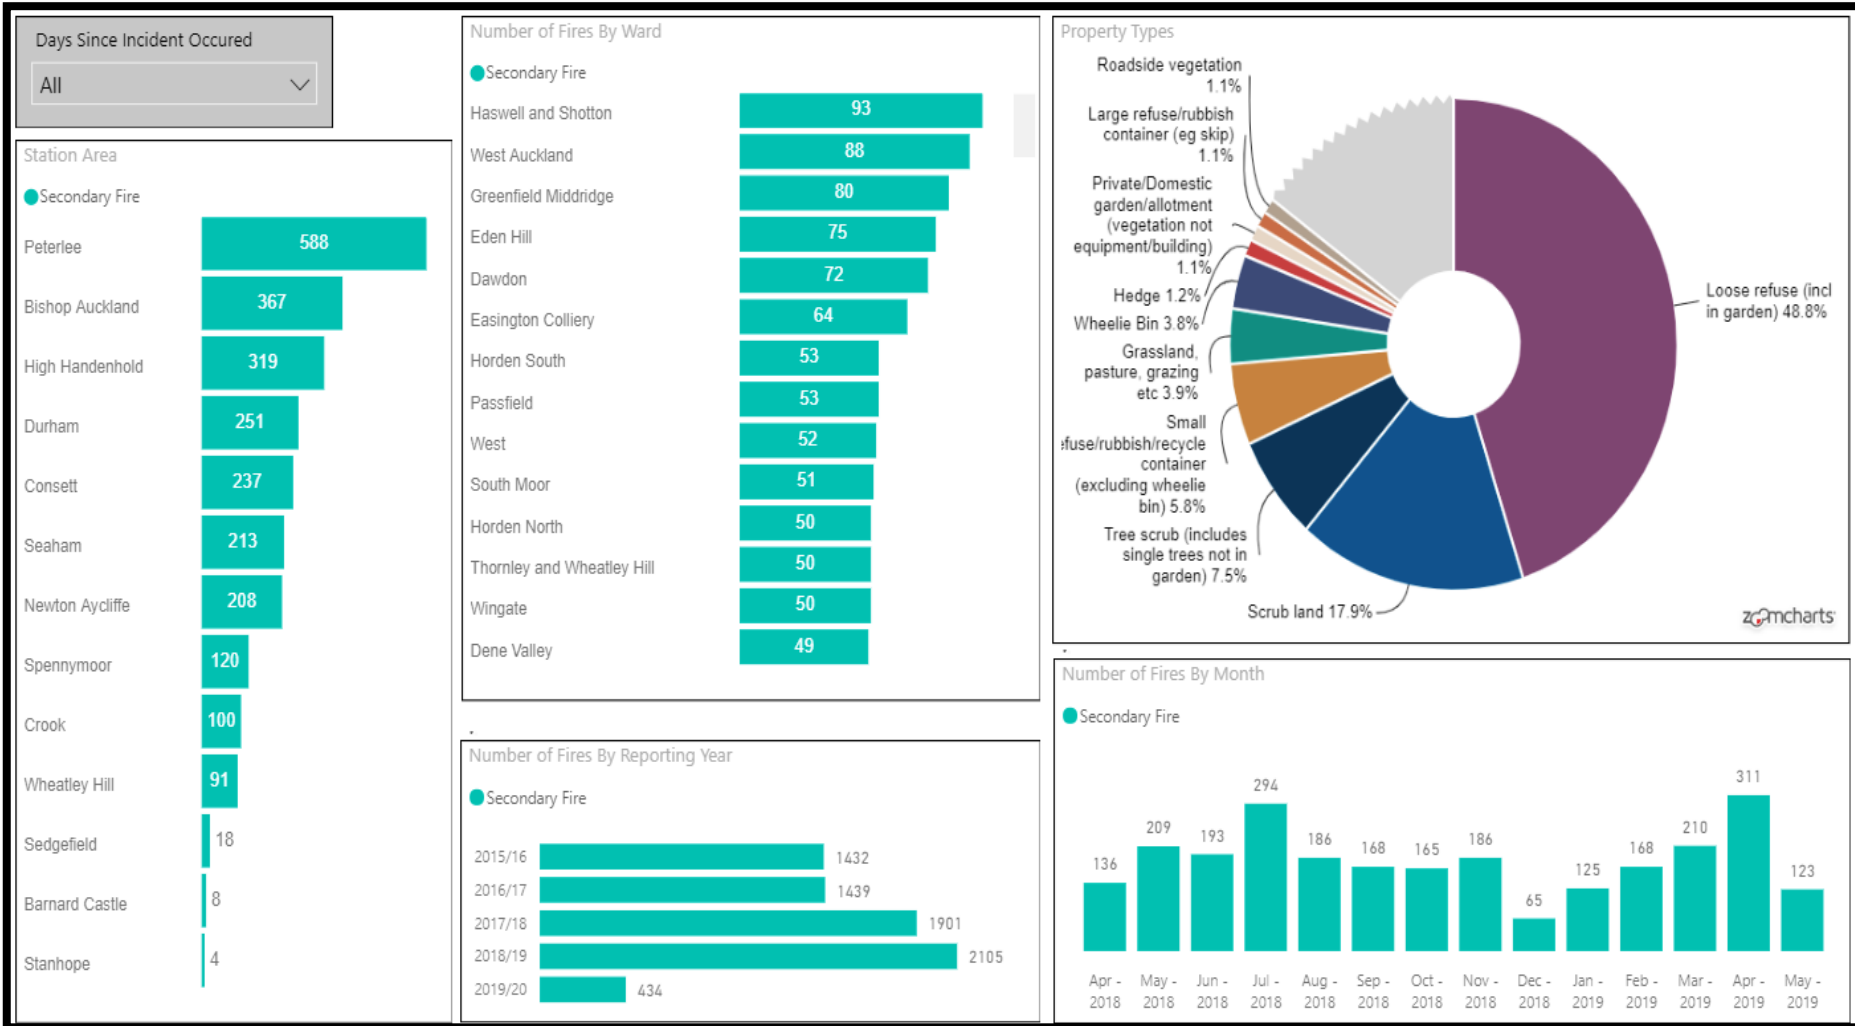 Days Since Incident Occured
All
Station Area
Secondary Fire
Peterlee 588
Bishop Auckland 367
High Handenhold 319
Durham 251
Consett 237
Seaham 213
Newton Aycliffe 208
Spennymoor 120
Crook 100
Wheatley Hill 91
Sedgefield 18
Barnard Castle 8
Stanhope 4
Number of Fires By Ward
Secondary Fire
Haswell and Shotton 93
West Auckland 88
Greenfield Middridge 80
Eden Hill 75
Dawdon 72
Easington Colliery 64
Horden South 53
Passfield 53
West 52
South Moor 51
Horden North 50
Thornley and Wheatley Hill 50
Wingate 50
Dene Valley 49
Number of Fires By Reporting Year
Secondary Fire
2015/16 1432
2016/17 1439
2017/18 1901
2018/19 2105
2019/20 434
Property Types
Roadside vegetation
1.1%
Large refuse/rubbish
container (eg skip)
1.1%
Private/Domestic
garden/allotment
(vegetation not
equipment/building)
1.1%
Hedge 1.2%
Wheelie Bin 3.8%
Grassland,
pasture, grazing
etc 3.9%
Small
efuse/rubbish/recycle
container
(excluding wheelie
bin) 5.8%
Tree scrub (includes
single trees not in
garden) 7.5%
Scrub land 17.9%
Loose refuse (incl
in garden) 48.8%
zoomcharts
Number of Fires By Month
Secondary Fire
136 209 193 294 186 168 165 186 65 125 168 210 311 123
Apr - May - Jun - Jul - Aug - Sep - Oct - Nov - Dec - Jan - Feb - Mar - Apr - May -
2018 2018 2018 2018 2018 2018 2018 2018 2018 2019 2019 2019 2019 2019